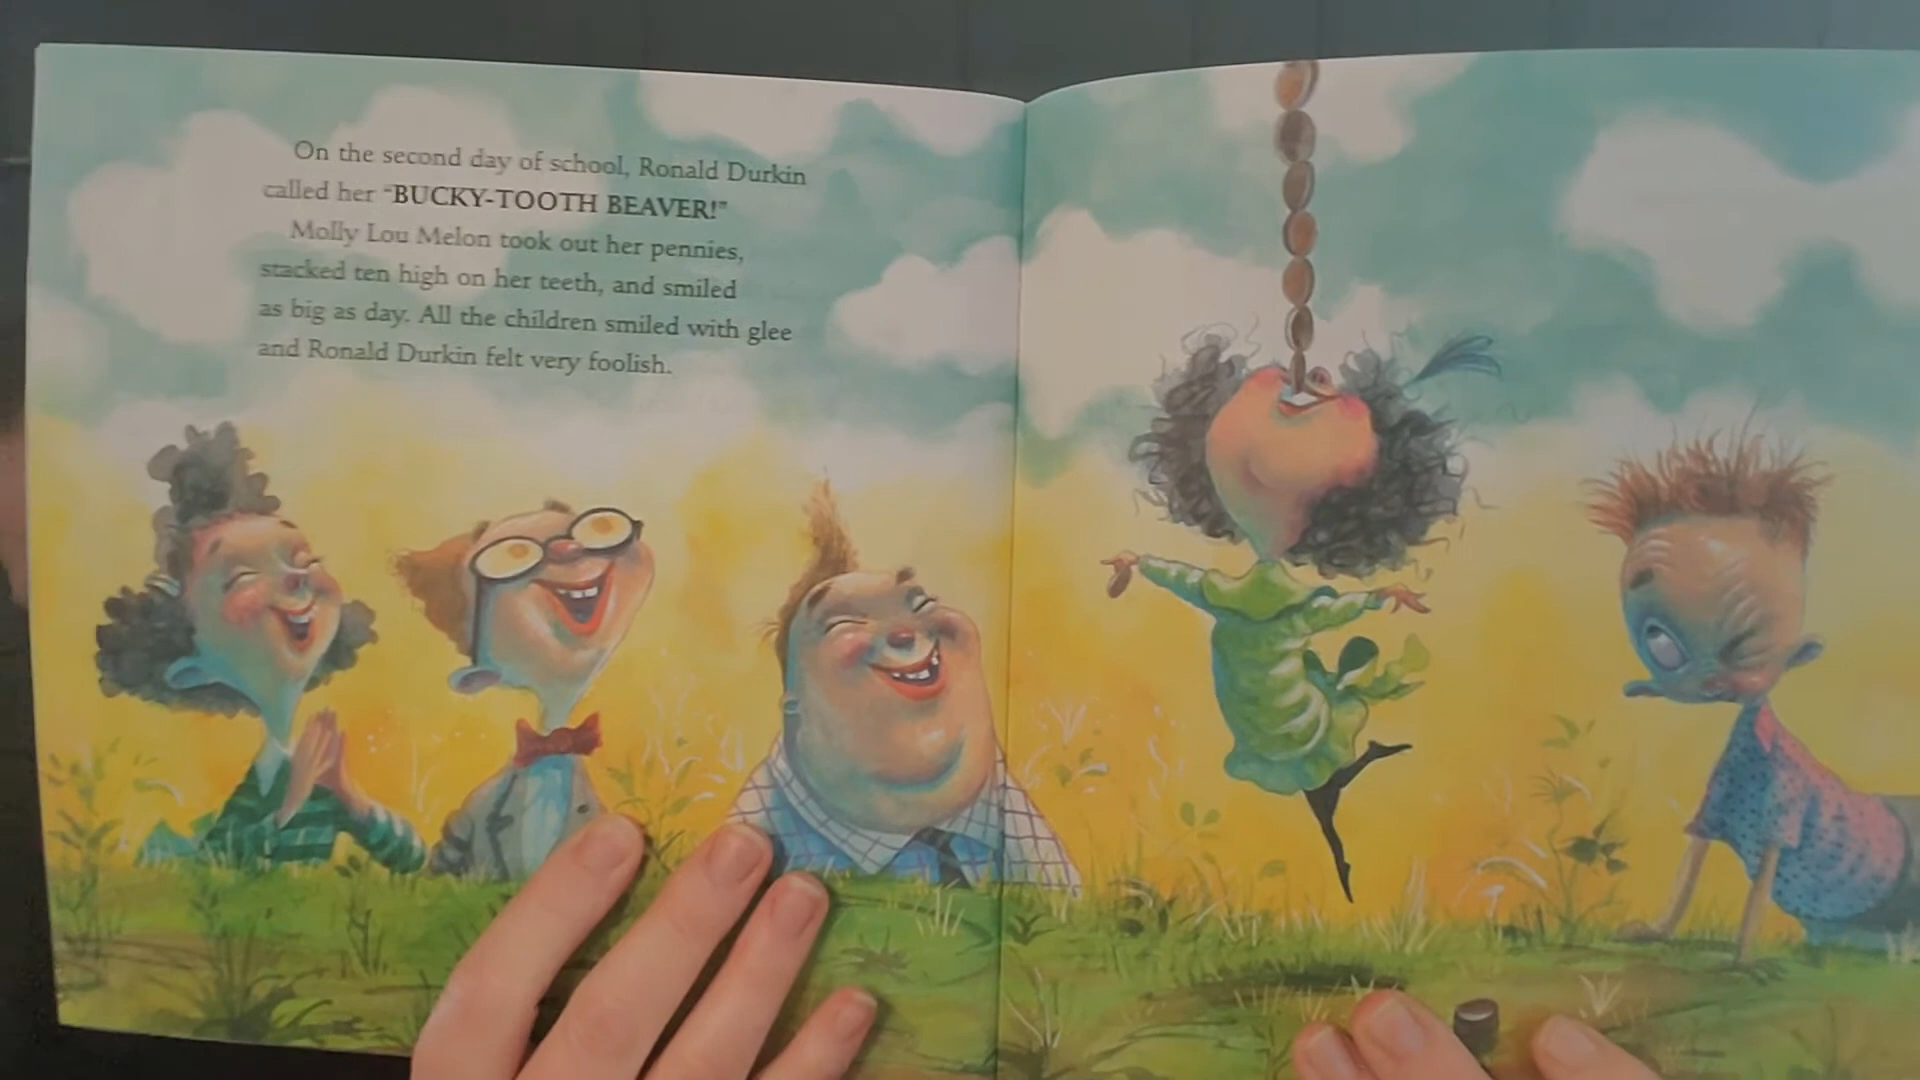 On the second day of school, Ronald Durkin
called her "BUCKY-TOOTH BEAVER!"
Molly Lou Melon took out her pennies,
stacked ten high on her teeth, and smiled
as big as day. All the children smiled with glee
and Ronald Durkin felt very foolish.